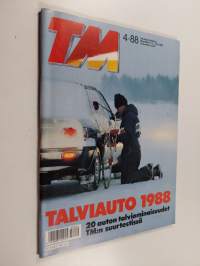 TM
4-88
TALVIAUTO 1988
20 auton talviominaisuudet
TM:n suurtestissä